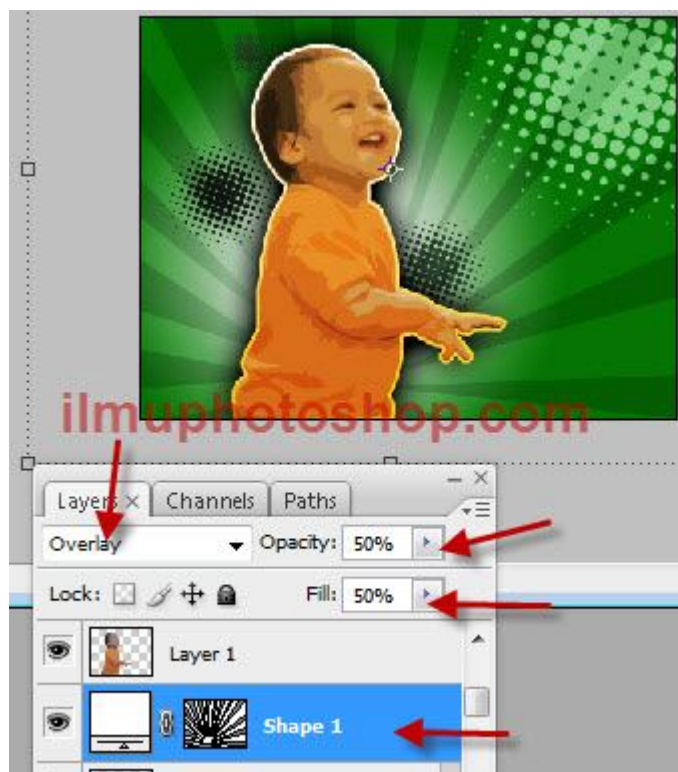 ilmuphotoshop.com
Layers × Channels Paths
Overlay Opacity: 50%
Lock: Fill: 50%
Layer 1
Shape 1